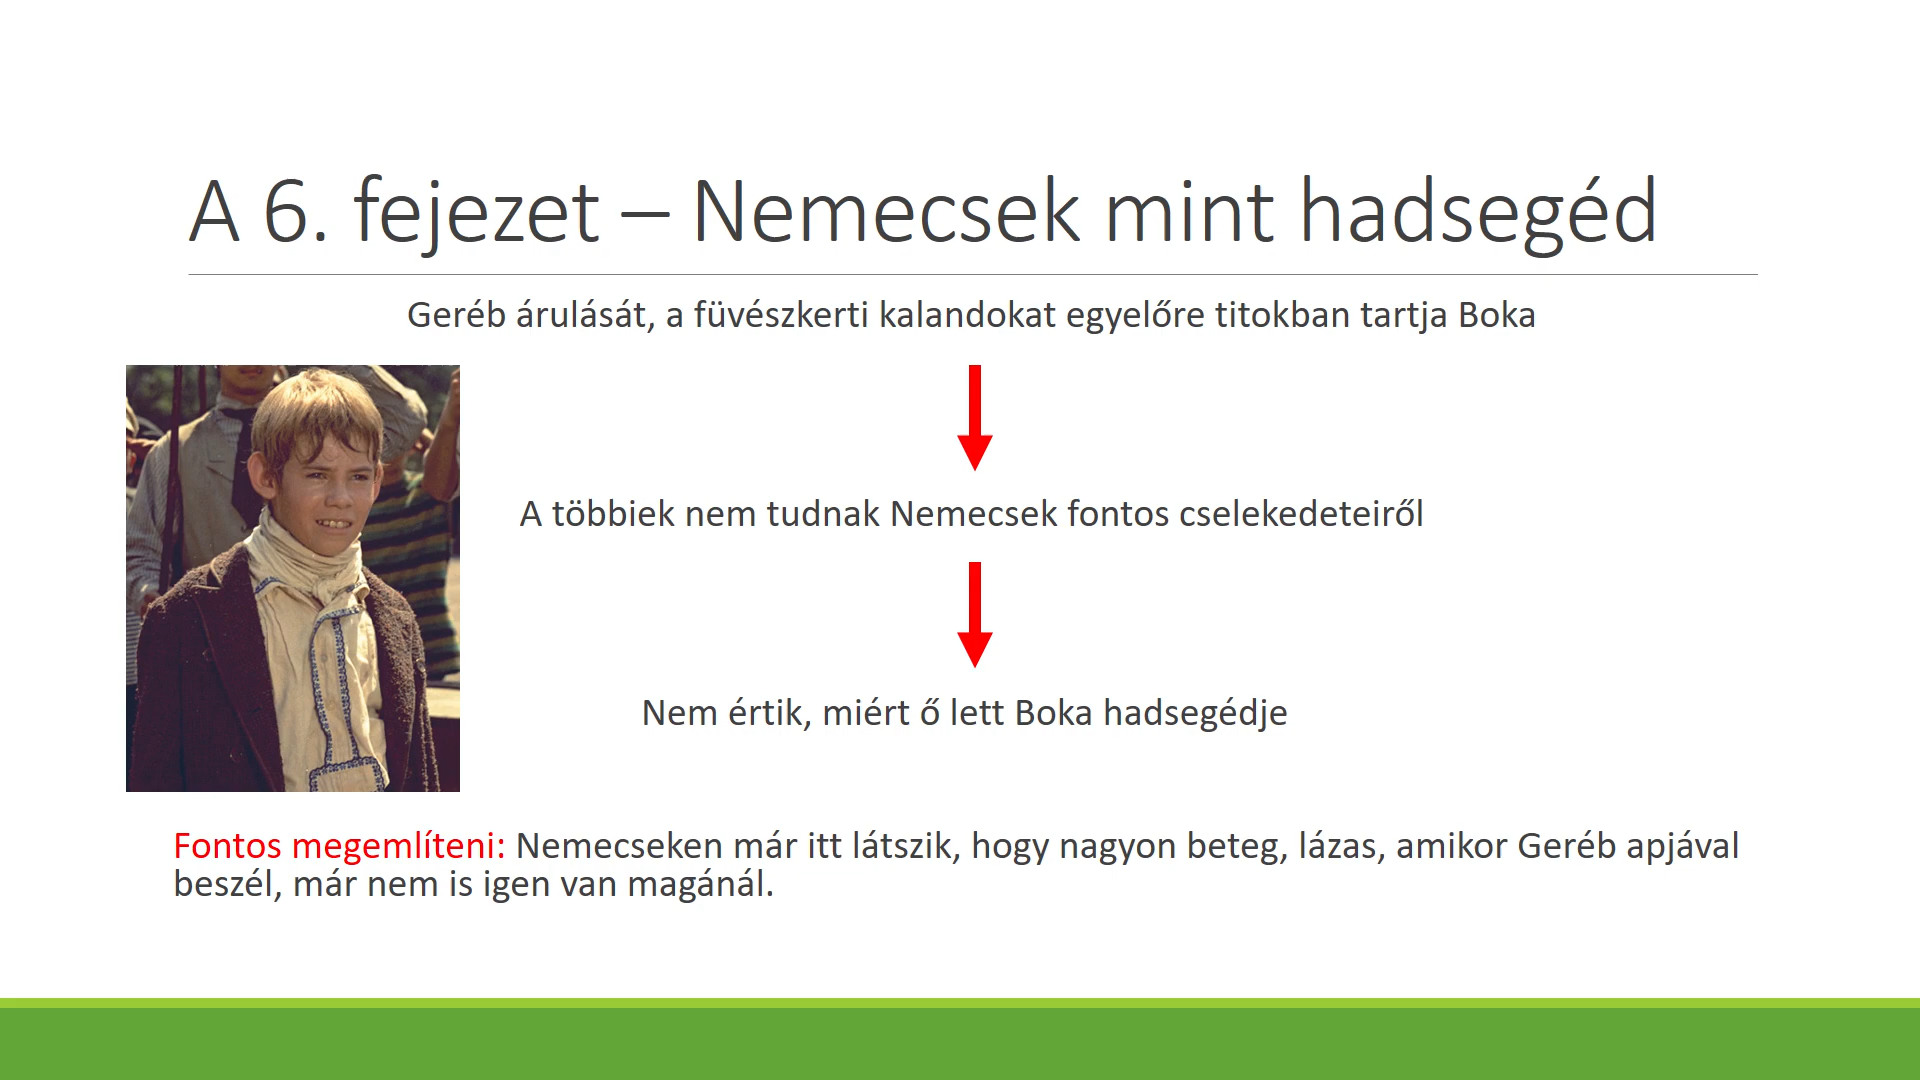 A 6. fejezet – Nemecsek mint hadsegéd
Geréb árulását, a füvészkerti kalandokat egyelőre titokban tartja Boka
A többiek nem tudnak Nemecsek fontos cselekedeteiről
Nem értik, miért ő lett Boka hadsegédje
Fontos megemlíteni: Nemecseken már itt látszik, hogy nagyon beteg, lázas, amikor Geréb apjával
beszél, már nem is igen van magánál.